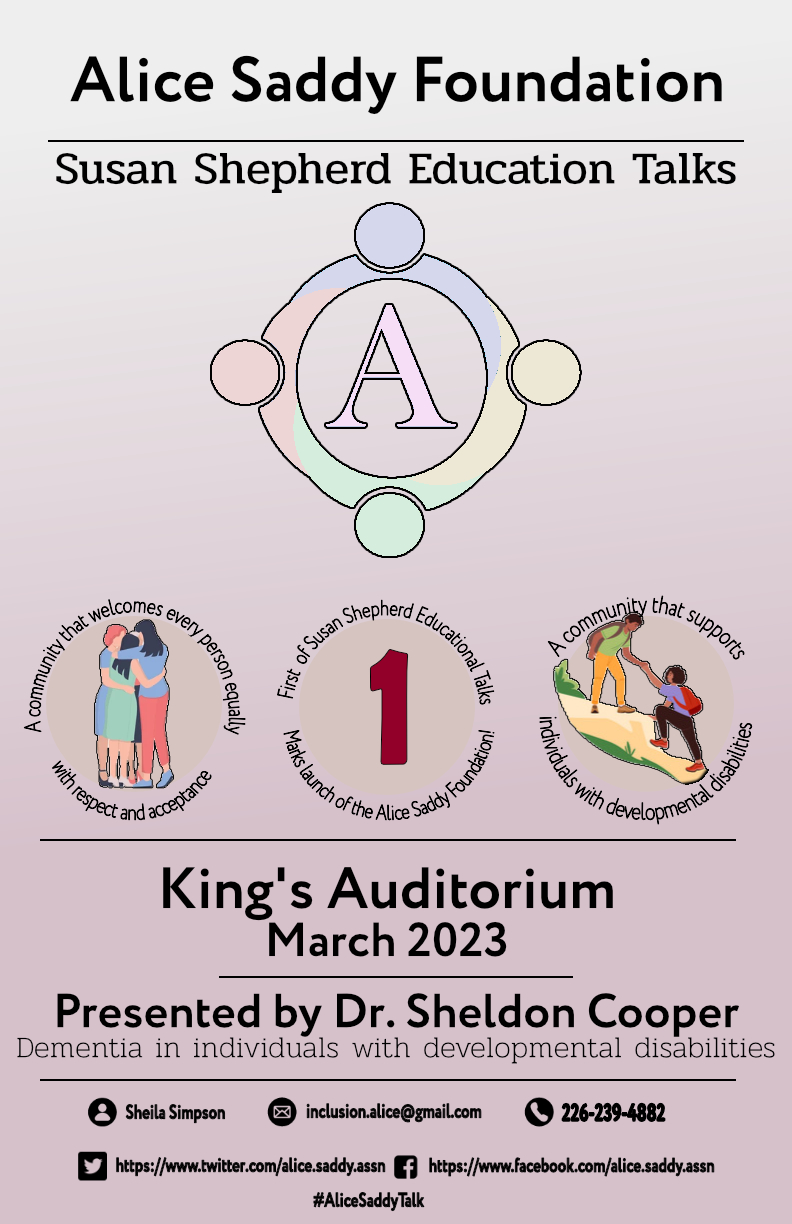 Alice Saddy Foundation
Susan Shepherd Education Talks
A
A community that welcomes every person equally
with respect and acceptance
First of Susan Shepherd Educational Talks
1
Marks launch of the Alice Saddy Foundation!
A community that supports
individuals with developmental disabilities
King's Auditorium
March 2023
Presented by Dr. Sheldon Cooper
Dementia in individuals with developmental disabilities
Sheila Simpson inclusion.alice@gmail.com 226-239-4882
https://www.twitter.com/alice.saddy.assn https://www.facebook.com/alice.saddy.assn
#AliceSaddyTalk